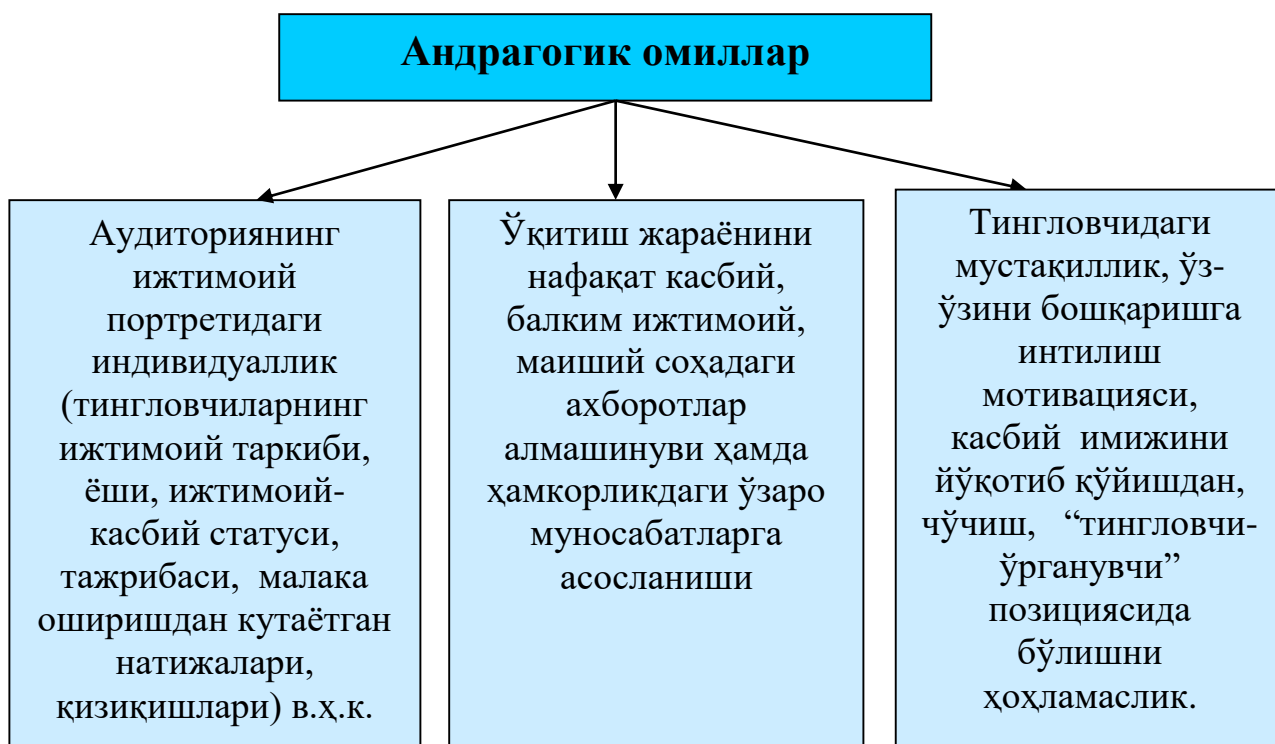 Андрагогик омиллар
Аудиториянинг
ижтимоий
портретидаги
индивидуаллик
(тингловчиларнинг
ижтимоий таркиби,
ёши, ижтимоий-
касбий статуси,
тажрибаси, малака
оширишдан кутаётган
натижалари,
қизиқишлари) в.ҳ.к.
Ўқитиш жараёнини
нафақат касбий,
балким ижтимоий,
маиший соҳадаги
ахборотлар
алмашинуви ҳамда
ҳамкорликдаги ўзаро
муносабатларга
асосланиши
Тингловчидаги
мустақиллик, ўз-
ўзини бошқаришга
интилиш
мотивацияси,
касбий имижини
йўқотиб қўйишдан,
чўчиш, “тингловчи-
ўрганувчи”
позициясида
бўлишни
ҳоҳламаслик.